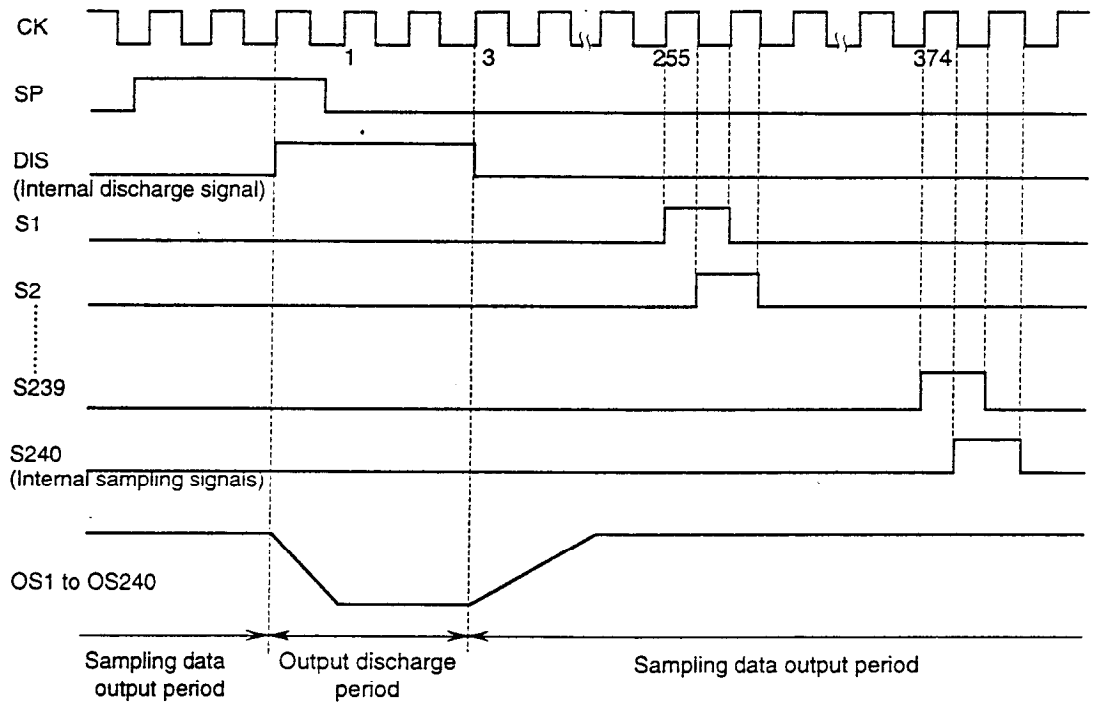 CK
1 3 255 374
SP
DIS
(Internal discharge signal)
S1
S2
S239
S240
(Internal sampling signals)
OS1 to OS240
Sampling data
output period
Output discharge
period
Sampling data output period